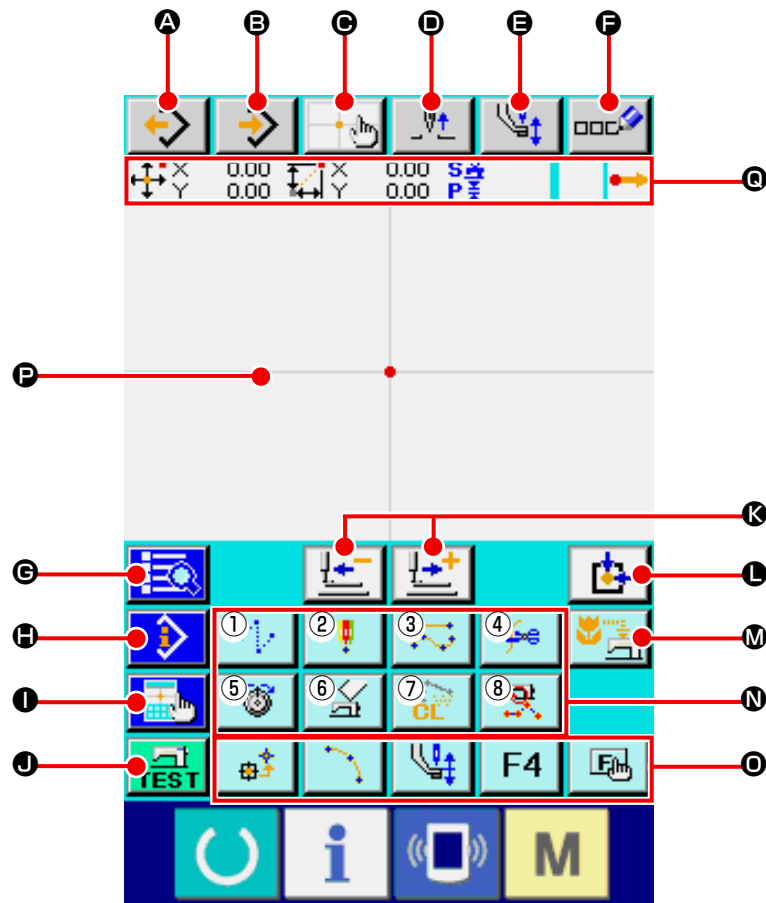 A B C D E F
X 0.00 X 0.00 S
Y 0.00 Y 0.00 P
Q
P
K
G
L
H
① ② ③ ④
M
I
⑤ ⑥ ⑦ CL ⑧
N
J
TEST
F4 F
O
i M